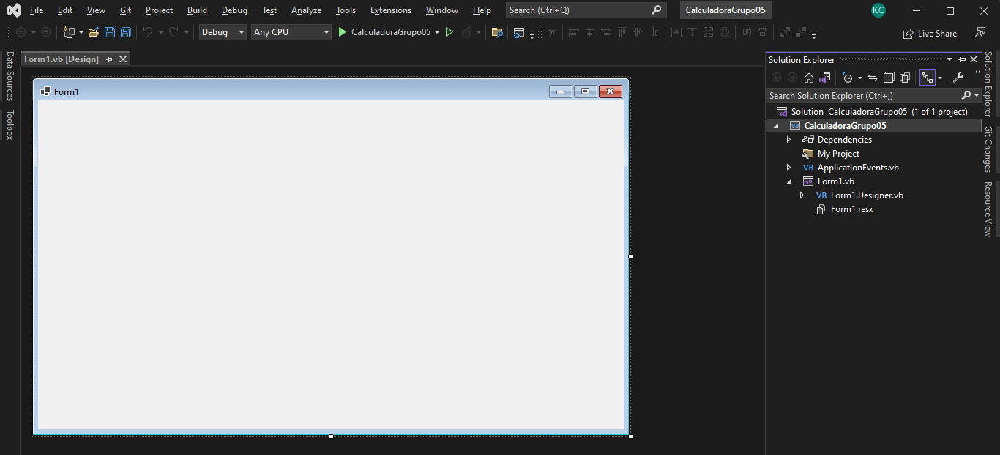 File Edit View Git Project Build Debug Test Analyze Tools Extensions Window Help Search (Ctrl+Q) CalculadoraGrupo05 KC
Debug Any CPU CalculadoraGrupo05 Live Share
Data Sources
Toolbox
Form1.vb [Design]
Form1
Solution Explorer
Search Solution Explorer (Ctrl+;)
Solution 'CalculadoraGrupo05' (1 of 1 project)
VB CalculadoraGrupo05
Dependencies
My Project
VB ApplicationEvents.vb
Form1.vb
VB Form1.Designer.vb
Form1.resx
Solution Explorer
Git Changes
Resource View